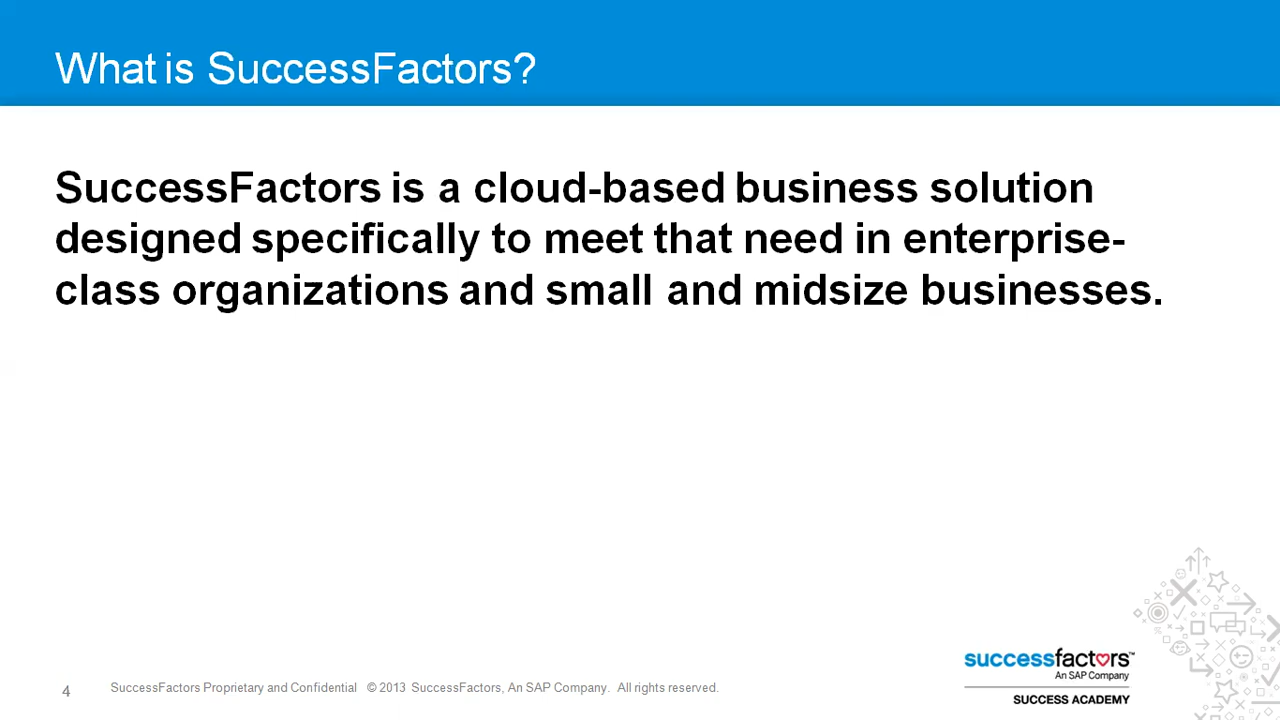 What is SuccessFactors?
SuccessFactors is a cloud-based business solution
designed specifically to meet that need in enterprise-
class organizations and small and midsize businesses.
4
SuccessFactors Proprietary and Confidential © 2013 SuccessFactors, An SAP Company. All rights reserved.
successfactors™
An SAP Company
SUCCESS ACADEMY